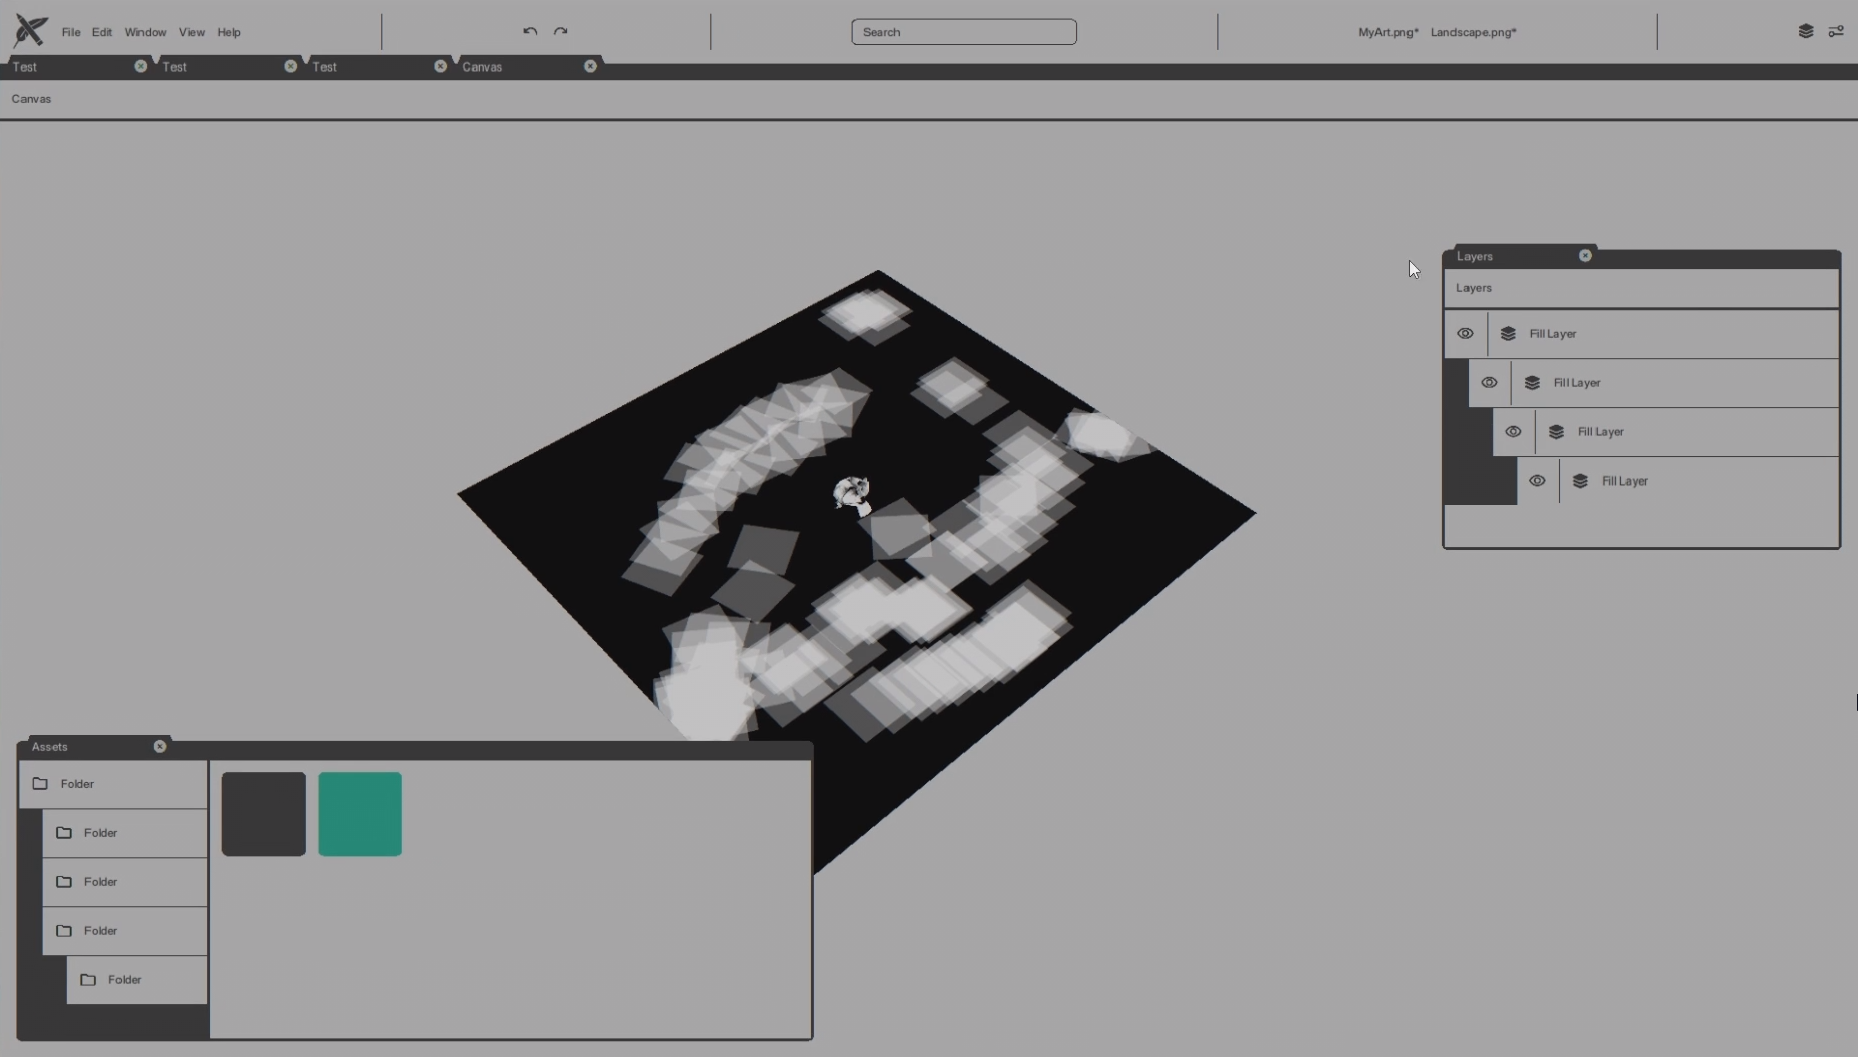 File Edit Window View Help
Search
MyArt.png* Landscape.png*
Test Test Test Canvas
Canvas
Layers
Layers
Fill Layer
Fill Layer
Fill Layer
Fill Layer
Assets
Folder
Folder
Folder
Folder
Folder